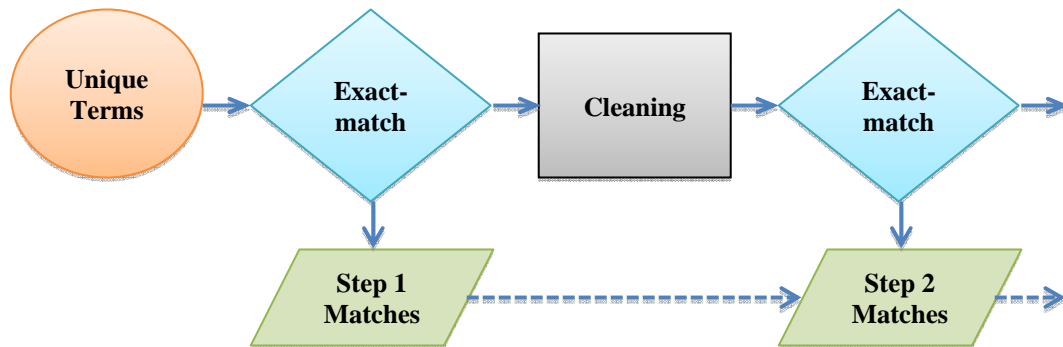 Unique
Terms
Exact-
match
Cleaning
Exact-
match
Step 1
Matches
Step 2
Matches